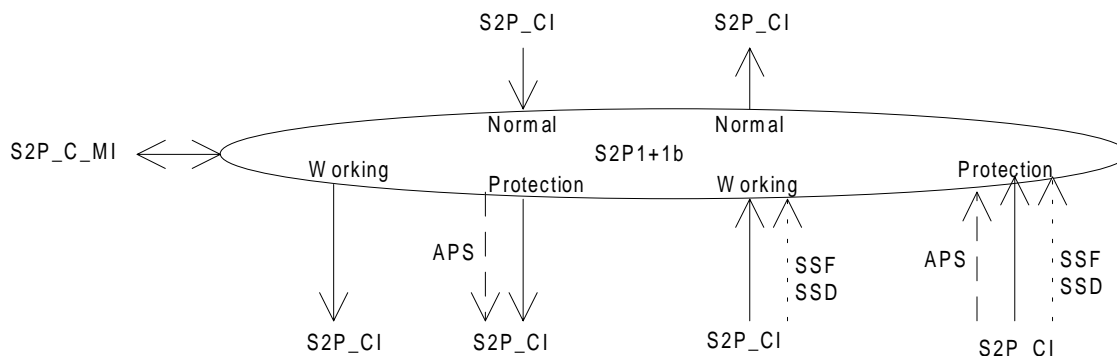 S2P_CI S2P_CI
Normal Normal
S2P_C_MI S2P1+1b
Working Protection Working Protection
APS SSF APS SSF
SSD SSD
S2P_CI S2P_CI S2P_CI S2P_CI